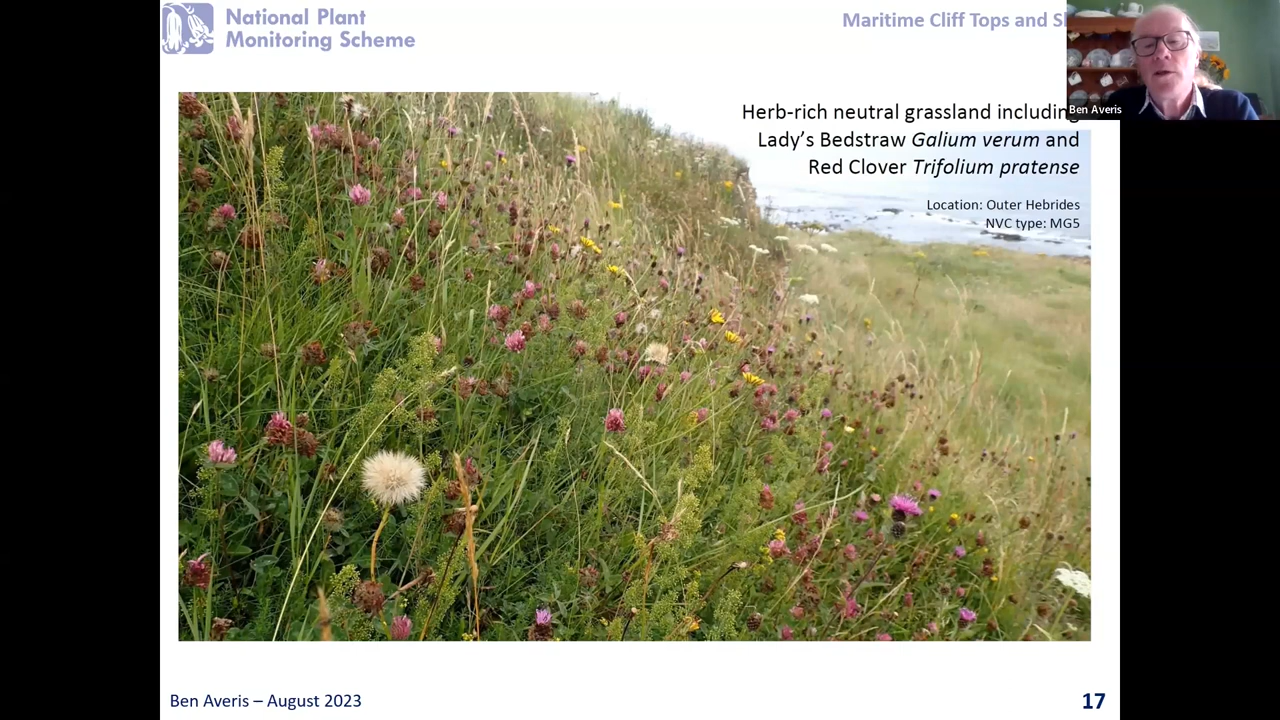 National Plant
Monitoring Scheme
Maritime Cliff Tops and
Ben Averis
Herb-rich neutral grassland including
Lady's Bedstraw Galium verum and
Red Clover Trifolium pratense
Location: Outer Hebrides
NVC type: MG5
Ben Averis – August 2023
17